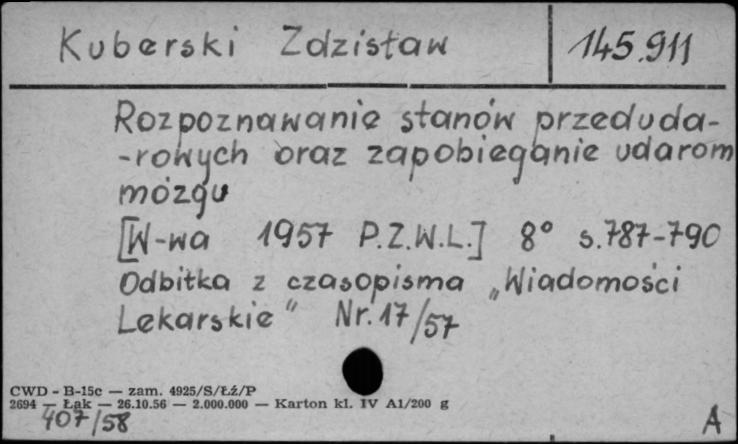 Kuberski Zdzisław 145.911
Rozpoznawanie stanów przeduda-
-rowych oraz zapobieganie udarom
mózgu
[W-wa 1957 P.Z.W.L.] 8° s.787-790
Odbitka z czasopisma „Wiadomości
Lekarskie" Nr.17/57
CWD - B-15c — zam. 4925/S/Łź/P
2694 — Łąk — 26.10.56 — 2.000.000 — Karton kl. IV A1/200 g
407/58 A